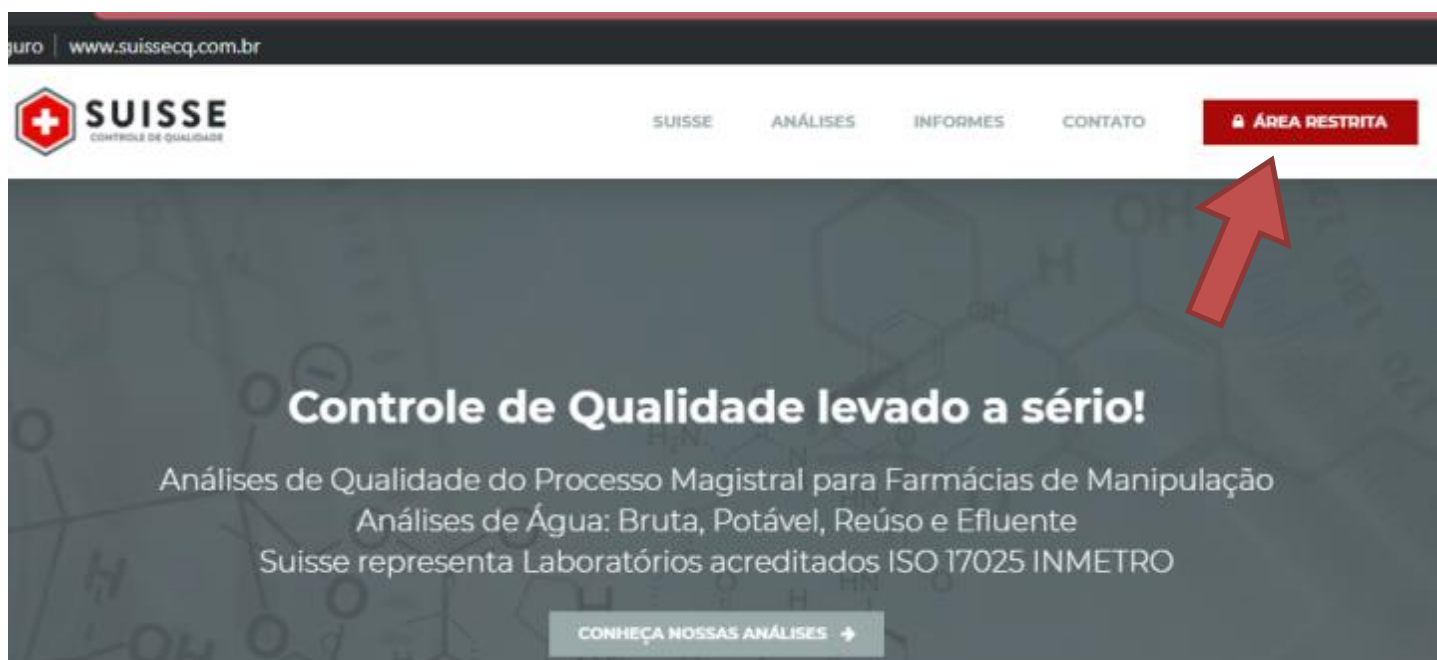 guro | www.suissecq.com.br
SUISSE
CONTROLE DE QUALIDADE
SUISSE ANÁLISES INFORMES CONTATO ÁREA RESTRITA
Controle de Qualidade levado a sério!
Análises de Qualidade do Processo Magistral para Farmácias de Manipulação
Análises de Água: Bruta, Potável, Reúso e Efluente
Suisse representa Laboratórios acreditados ISO 17025 INMETRO
CONHEÇA NOSSAS ANÁLISES